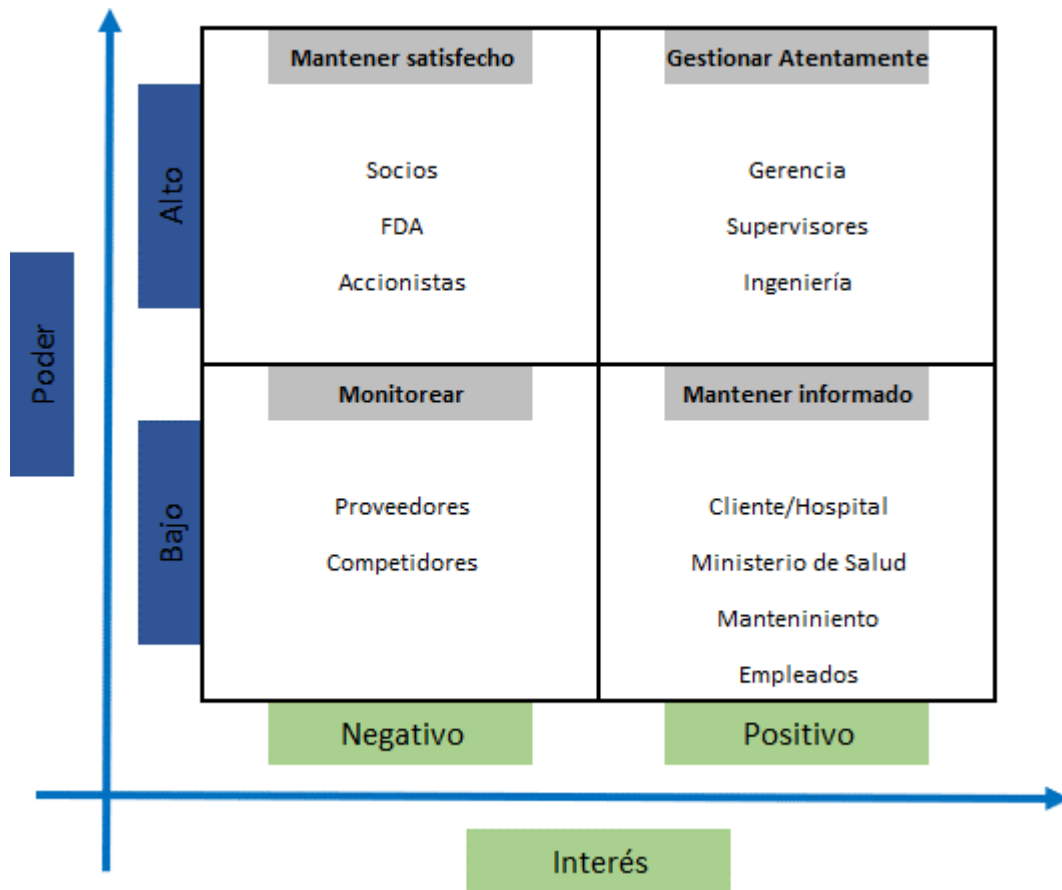 Mantener satisfecho
Gestionar Atentamente
Alto
Socios
FDA
Accionistas
Gerencia
Supervisores
Ingeniería
Poder
Monitorear
Mantener informado
Bajo
Proveedores
Competidores
Cliente/Hospital
Ministerio de Salud
Manteniniento
Empleados
Negativo
Positivo
Interés